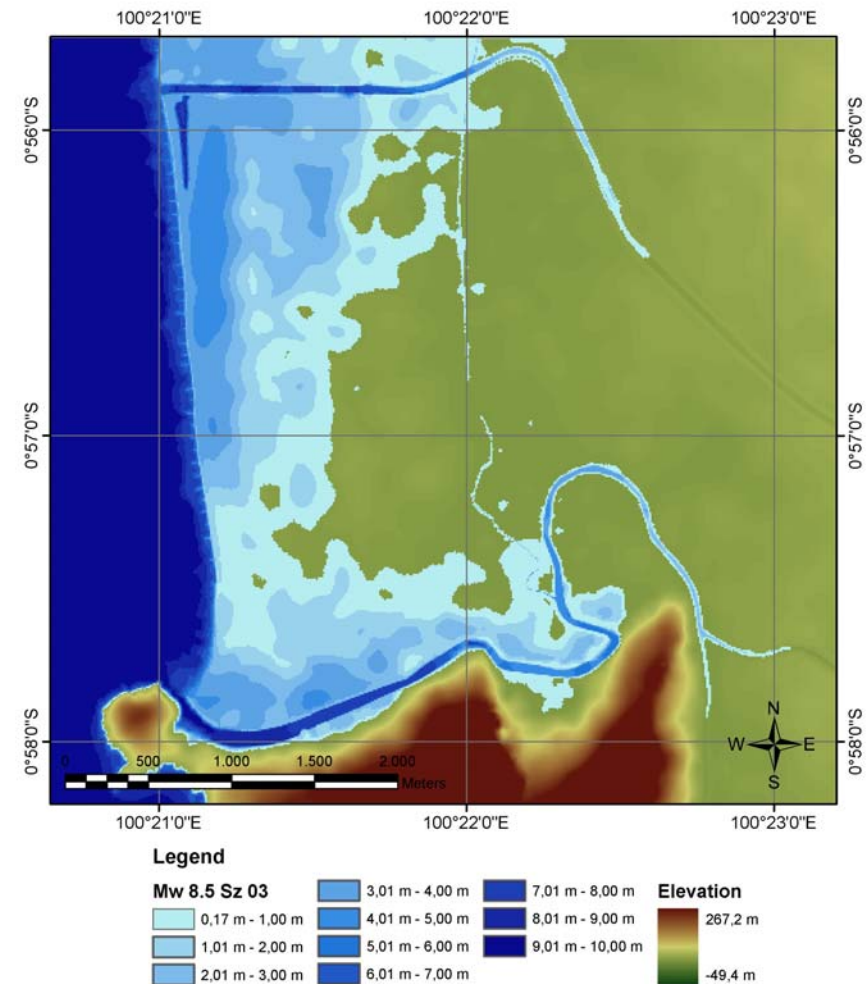 100°21'0"E 100°22'0"E 100°23'0"E
0°56'0"S 0°56'0"S
0°57'0"S 0°57'0"S
0°58'0"S 0°58'0"S
N
W E
S
0 500 1.000 1.500 2.000
Meters
100°21'0"E 100°22'0"E 100°23'0"E
Legend
Mw 8.5 Sz 03
0,17 m - 1,00 m
1,01 m - 2,00 m
2,01 m - 3,00 m
3,01 m - 4,00 m
4,01 m - 5,00 m
5,01 m - 6,00 m
6,01 m - 7,00 m
7,01 m - 8,00 m
8,01 m - 9,00 m
9,01 m - 10,00 m
Elevation
267,2 m
-49,4 m